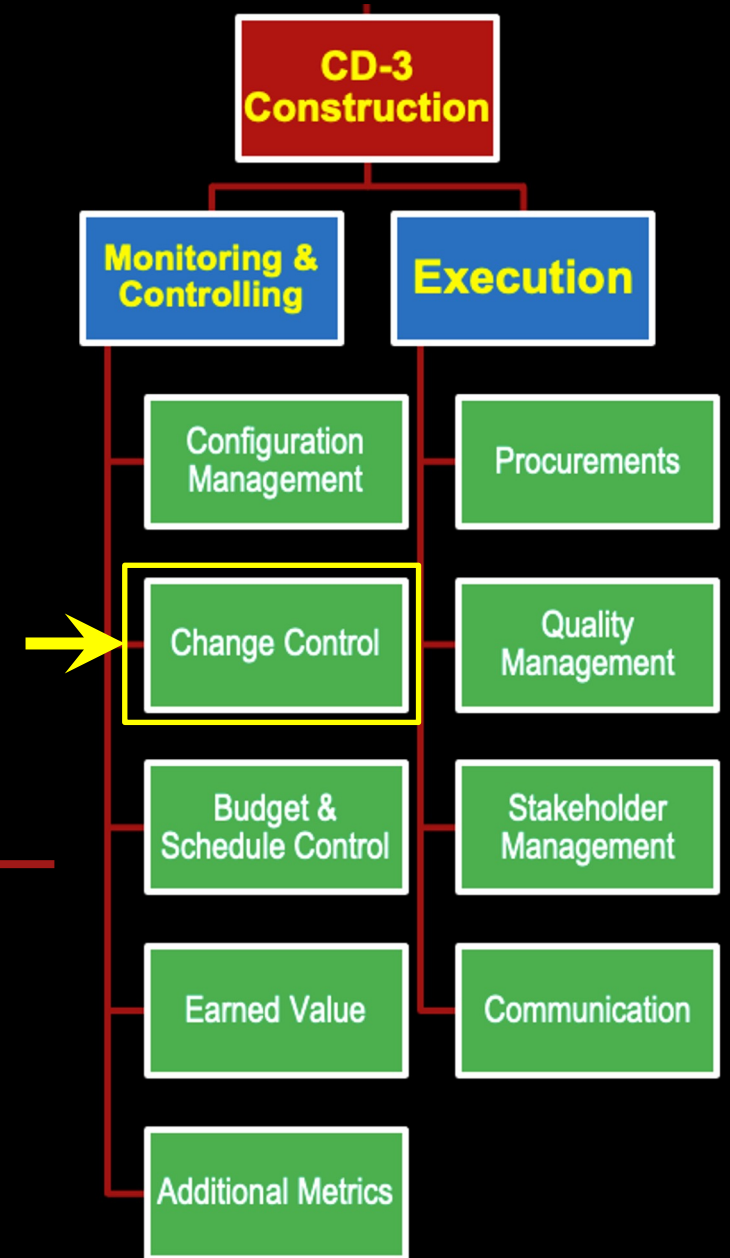 CD-3
Construction
Monitoring &
Controlling
Configuration
Management
Change Control
Budget &
Schedule Control
Earned Value
Additional Metrics
Execution
Procurements
Quality
Management
Stakeholder
Management
Communication